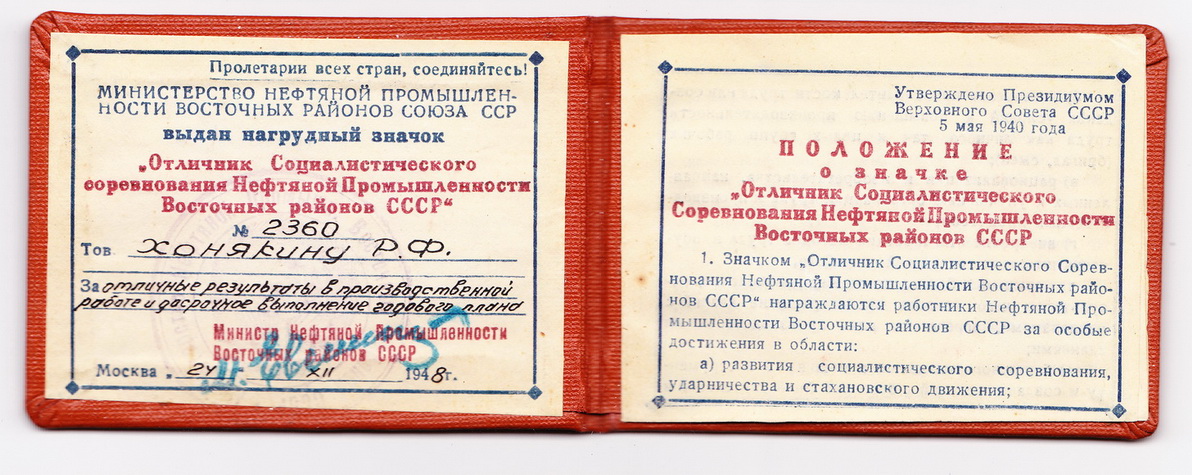 Пролетарии всех стран, соединяйтесь!
МИНИСТЕРСТВО НЕФТЯНОЙ ПРОМЫШЛЕН-
НОСТИ ВОСТОЧНЫХ РАЙОНОВ СОЮЗА ССР
выдан нагрудный значок
„Отличник Социалистического
соревнования Нефтяной Промышленности
Восточных районов СССР“
№ 2360
Тов. Хонякину Р.Ф.
За отличные результаты в производственной
работе и досрочное выполнение годового плана
Министр Нефтяной Промышленности
Восточных районов СССР
Москва „24 XII 1948г.
Утверждено Президиумом
Верховного Совета СССР
5 мая 1940 года
ПОЛОЖЕНИЕ
о значке
„Отличник Социалистического
Соревнования Нефтяной Промышленности
Восточных районов СССР
1. Значком „Отличник Социалистического Сорев-
нования Нефтяной Промышленности Восточных райо-
нов СССР“ награждаются работники Нефтяной Про-
мышленности Восточных районов СССР за особые
достижения в области:
а) развития социалистического соревнования,
ударничества и стахановского движения;